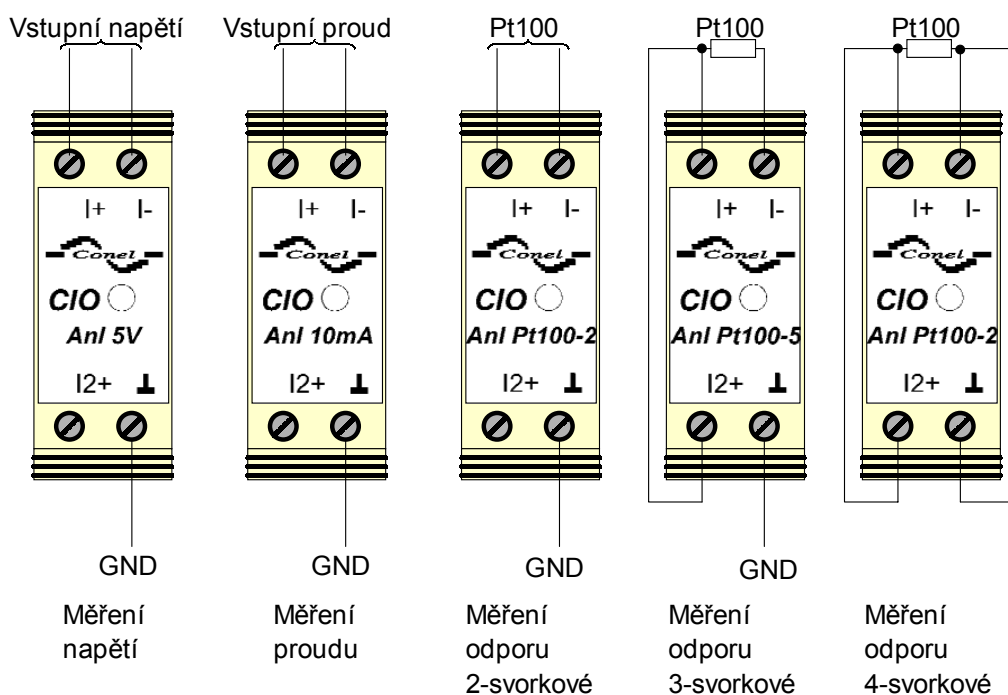 Vstupní napětí
Vstupní proud
Pt100
Pt100
Pt100
I+ I-
Conel
CIO
AnI 5V
I2+ ⊥
GND
Měření
napětí
I+ I-
Conel
CIO
AnI 10mA
I2+ ⊥
GND
Měření
proudu
I+ I-
Conel
CIO
AnI Pt100-2
I2+ ⊥
GND
Měření
odporu
2-svorkové
I+ I-
Conel
CIO
AnI Pt100-5
I2+ ⊥
GND
Měření
odporu
3-svorkové
I+ I-
Conel
CIO
AnI Pt100-2
I2+ ⊥
Měření
odporu
4-svorkové